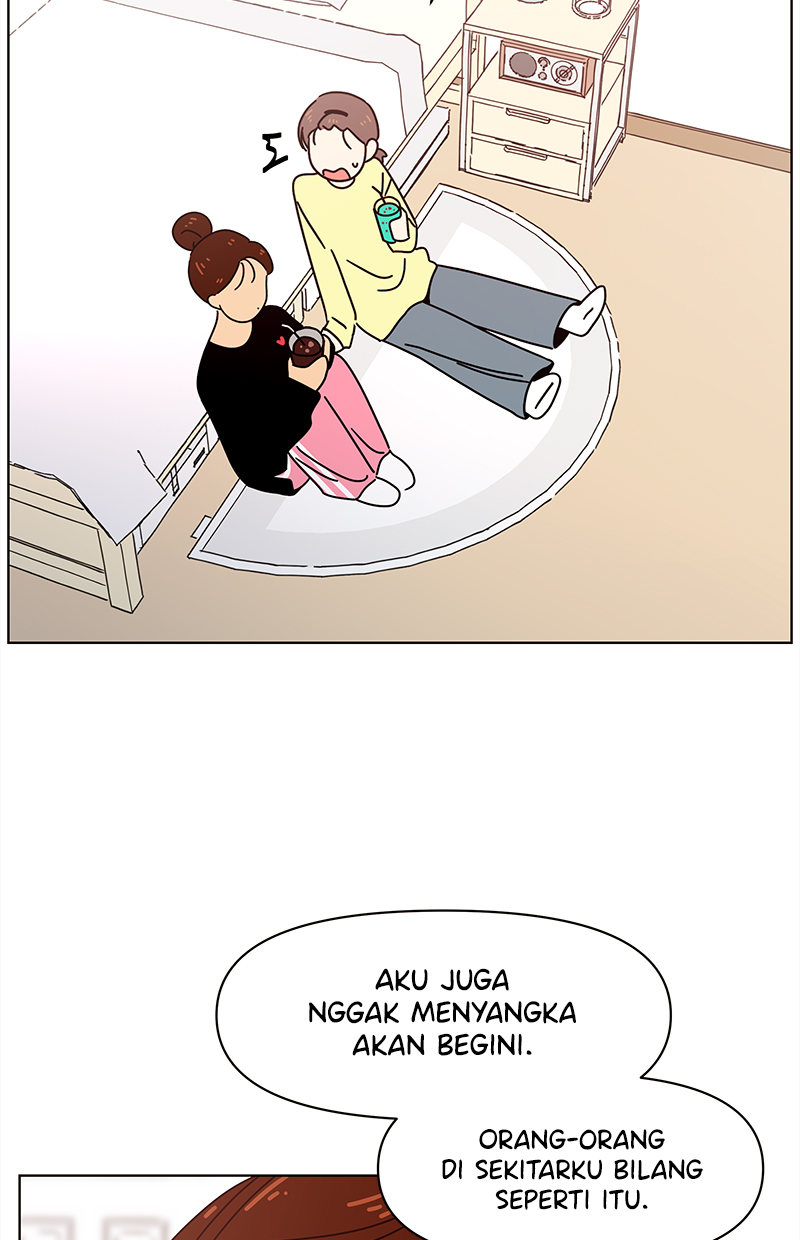 AKU JUGA
NGGAK MENYANGKA
AKAN BEGINI.
ORANG-ORANG
DI SEKITARKU BILANG
SEPERTI ITU.